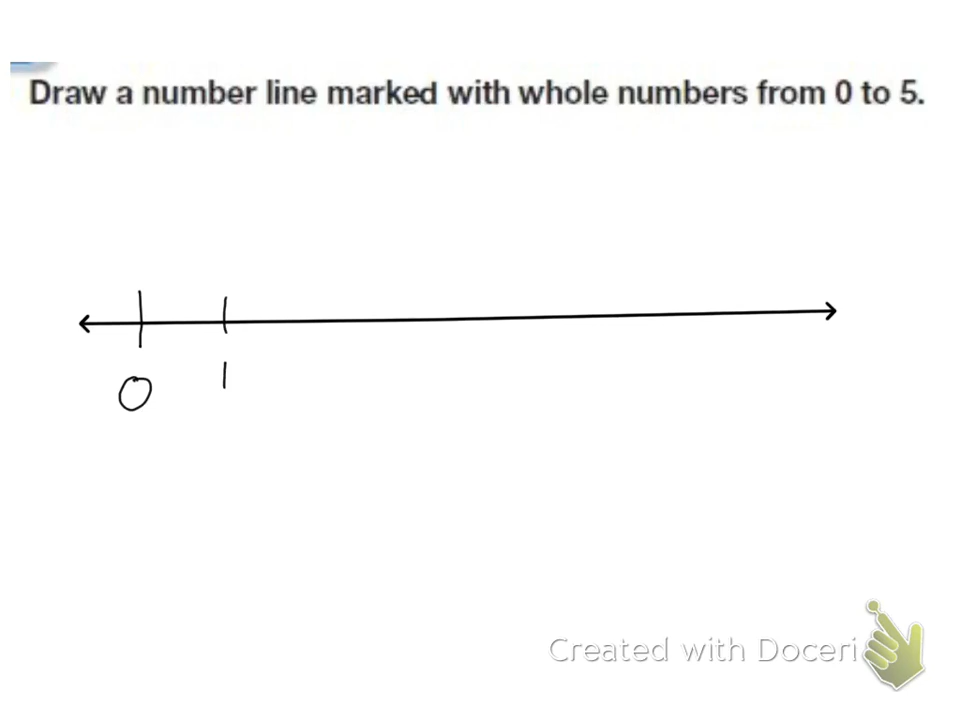 Draw a number line marked with whole numbers from 0 to 5.
0 1
Created with Doceri